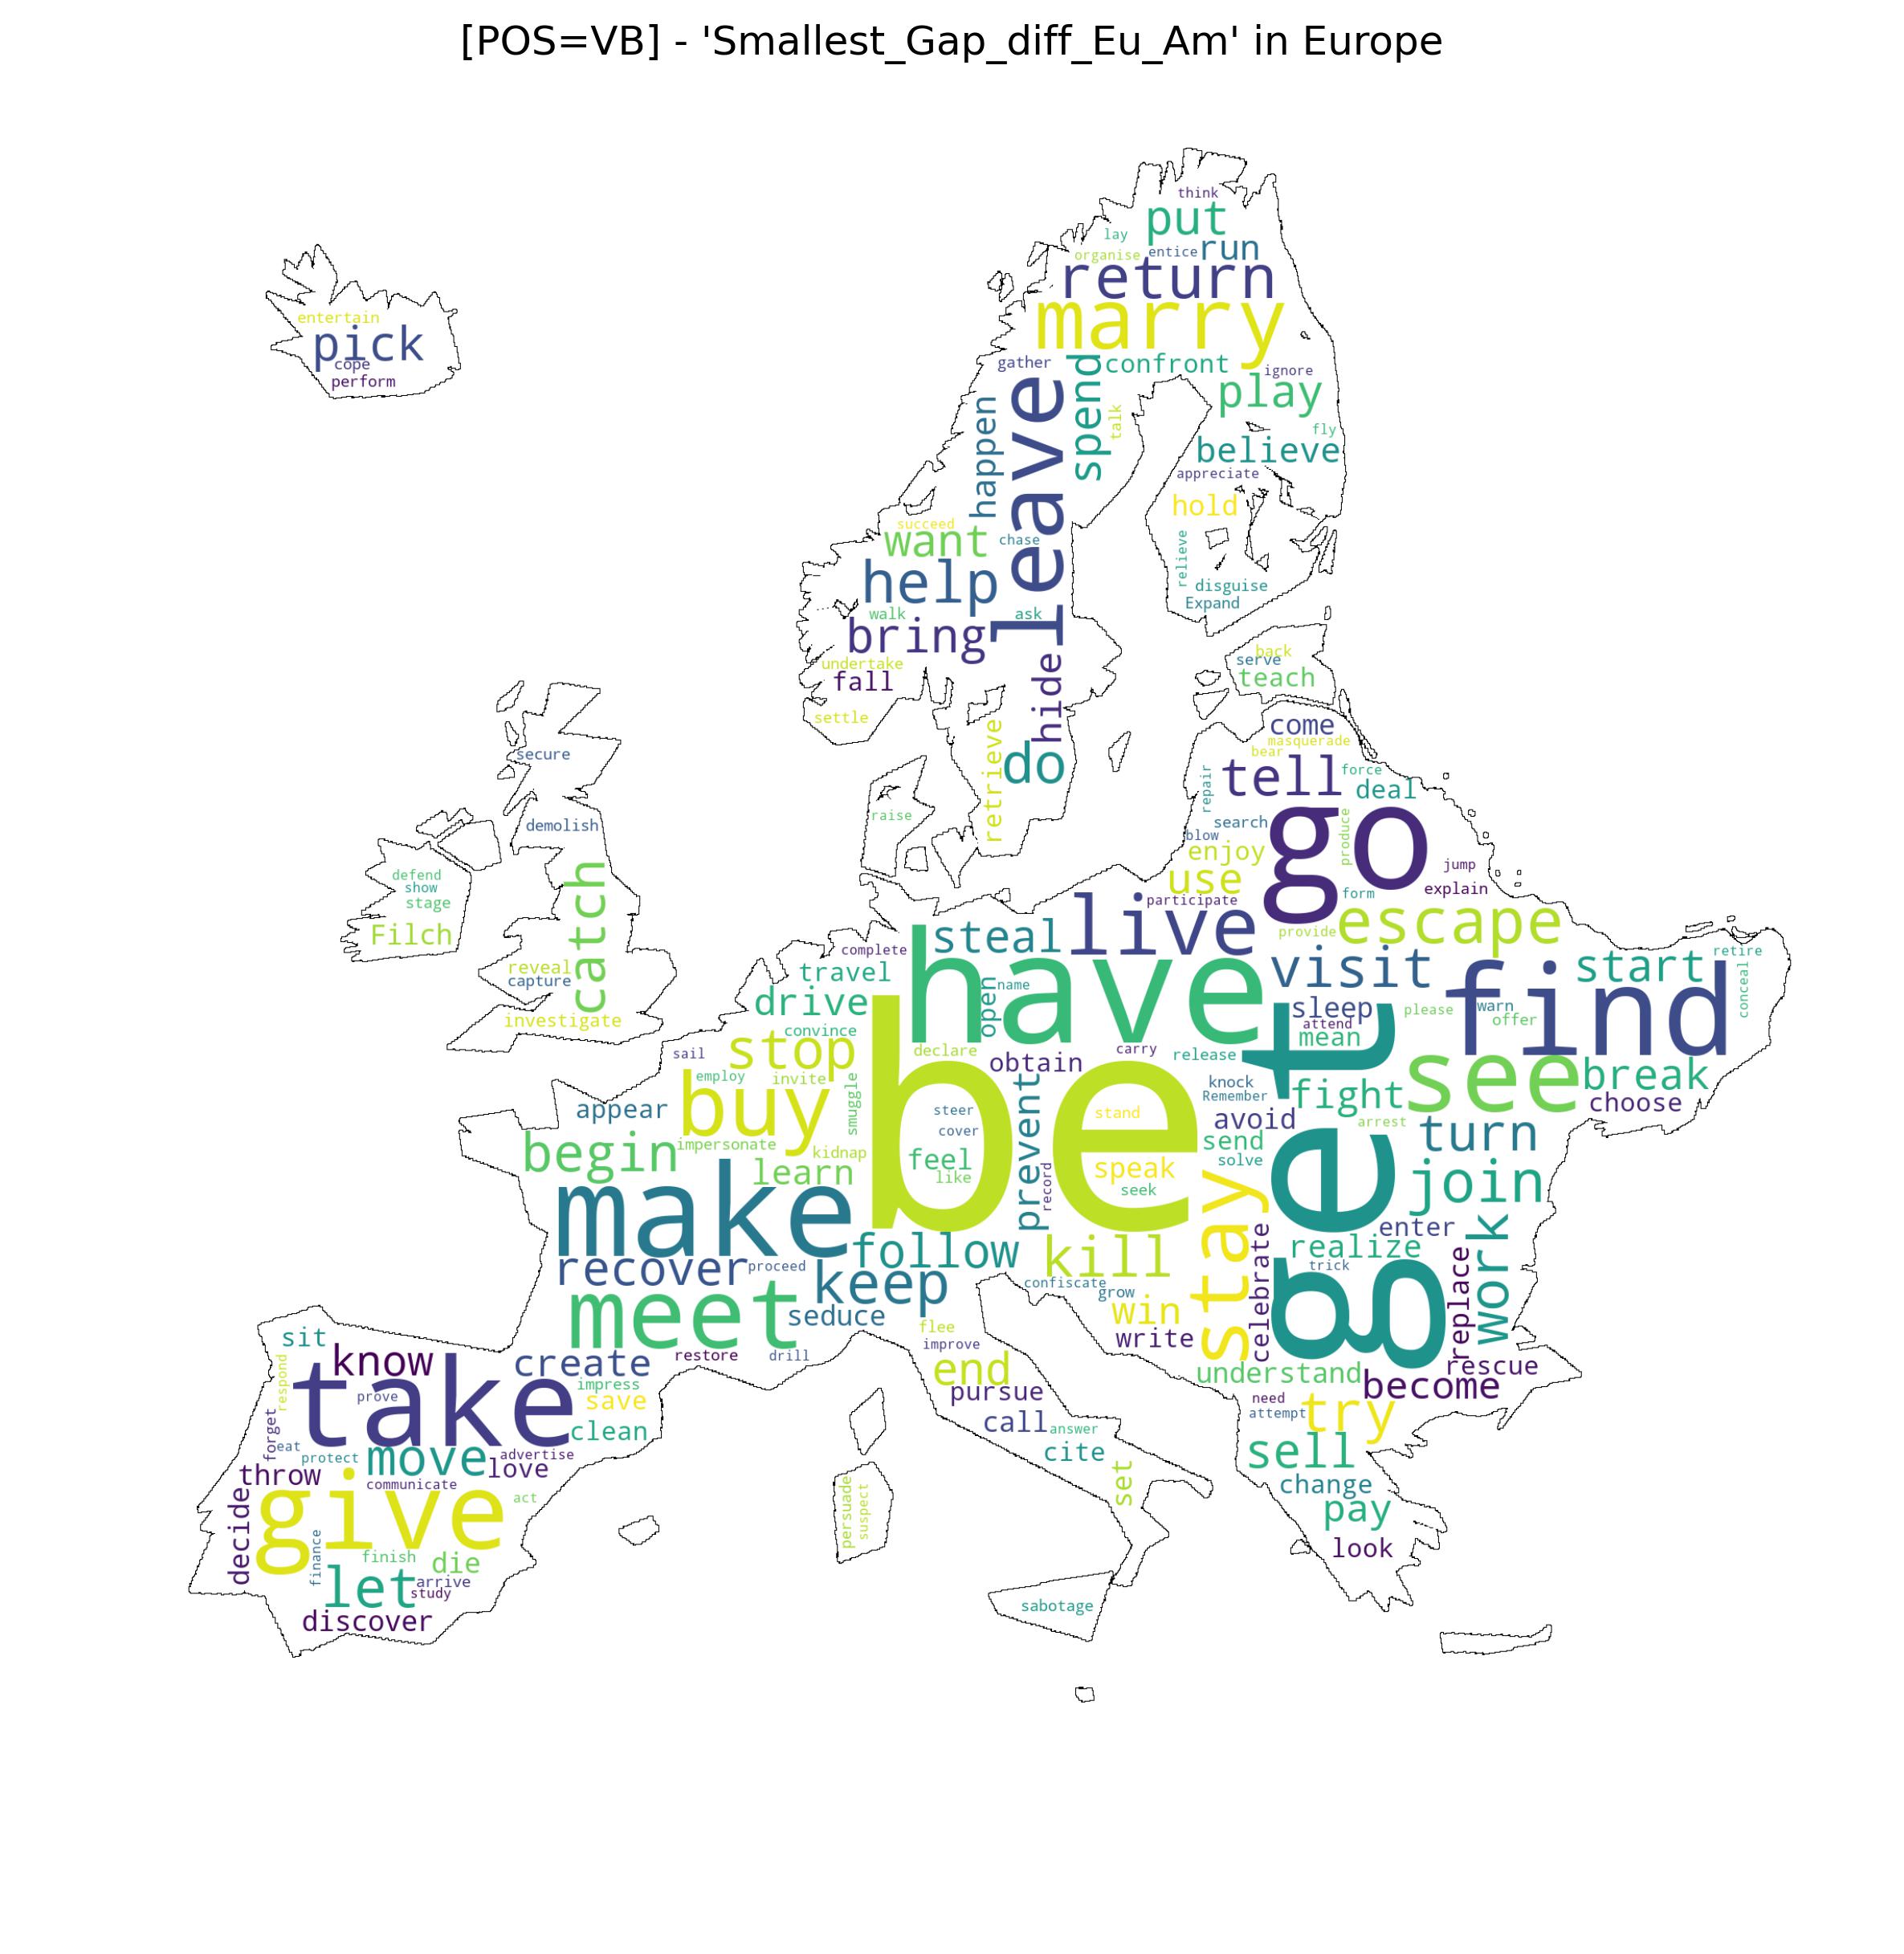 [POS=VB] - 'Smallest_Gap_diff_Eu_Am' in Europe
think
put
lay
organise
entice
run
return
marry
entertain
pick
cope
perform
gather
confront
ignore
spend
play
talk
happen
leave
fly
believe
appreciate
hold
succeed
want
chase
relieve
help
disguise
Expand
walk
ask
bring
undertake
fall
hide
settle
back
serve
teach
retrieve
do
come
masquerade
bear
secure
tell
force
repair
deal
raise
demolish
search
blow
go
produce
enjoy
jump
defend
show
stage
catch
use
form
explain
participate
live
Filch
steal
escape
provide
complete
have
reveal
capture
travel
visit
start
retire
conceal
drive
open
name
find
investigate
sleep
please
warn
offer
attend
convince
mean
stop
sail
declare
obtain
carry
release
get
see
break
employ
invite
knock
Remember
fight
choose
buy
be
smuggle
appear
steer
stand
avoid
arrest
cover
prevent
send
turn
begin
impersonate
kidnap
solve
learn
feel
like
speak
record
seek
join
make
stay
enter
follow
kill
celebrate
realize
work
recover
proceed
keep
confiscate
grow
trick
replace
meet
seduce
win
write
sit
flee
improve
know
create
restore
drill
end
understand
rescue
become
respond
take
prove
impress
save
pursue
need
attempt
try
forget
clean
call
answer
eat
protect
move
advertise
love
cite
sell
throw
communicate
set
change
decide
give
act
persuade
suspect
pay
finance
finish
die
look
let
arrive
study
discover
sabotage